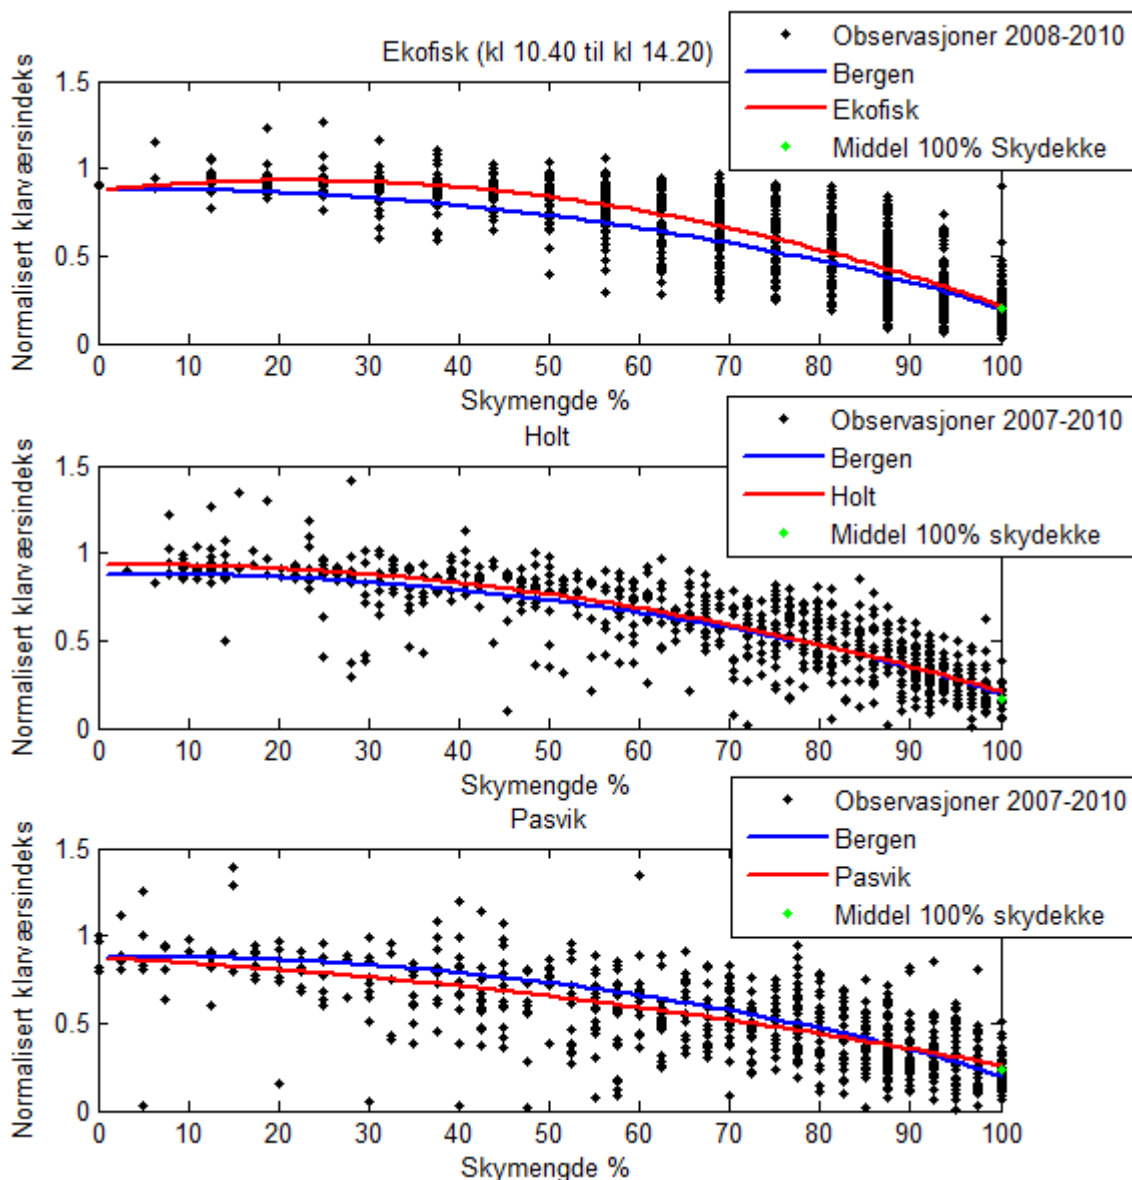 Ekofisk (kl 10.40 til kl 14.20)
Observasjoner 2008-2010
Bergen
Ekofisk
Middel 100% Skydekke
Normalisert klarværsindeks
1.5
1
0.5
0
0 10 20 30 40 50 60 70 80 90 100
Skymengde %
Holt
Observasjoner 2007-2010
Bergen
Holt
Middel 100% skydekke
Normalisert klarværsindeks
1.5
1
0.5
0
0 10 20 30 40 50 60 70 80 90 100
Skymengde %
Pasvik
Observasjoner 2007-2010
Bergen
Pasvik
Middel 100% skydekke
Normalisert klarværsindeks
1.5
1
0.5
0
0 10 20 30 40 50 60 70 80 90 100
Skymengde %